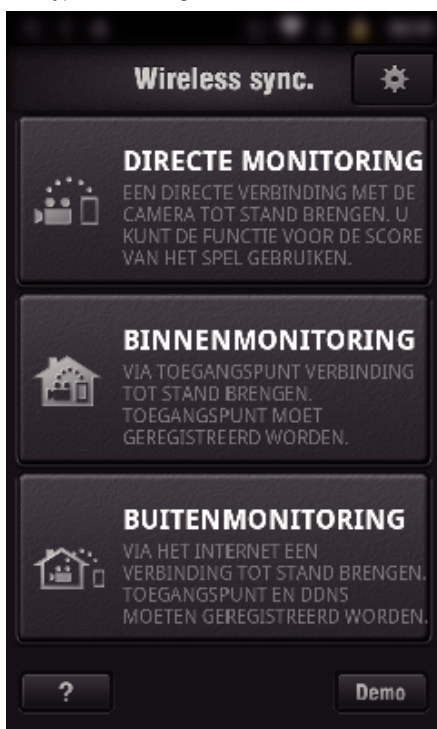 Wireless sync.
DIRECTE MONITORING
EEN DIRECTE VERBINDING MET DE
CAMERA TOT STAND BRENGEN. U
KUNT DE FUNCTIE VOOR DE SCORE
VAN HET SPEL GEBRUIKEN.
BINNENMONITORING
VIA TOEGANGSPUNT VERBINDING
TOT STAND BRENGEN.
TOEGANGSPUNT MOET
GEREGISTREERD WORDEN.
BUITENMONITORING
VIA HET INTERNET EEN
VERBINDING TOT STAND BRENGEN.
TOEGANGSPUNT EN DDNS
MOETEN GEREGISTREERD WORDEN.
?
Demo